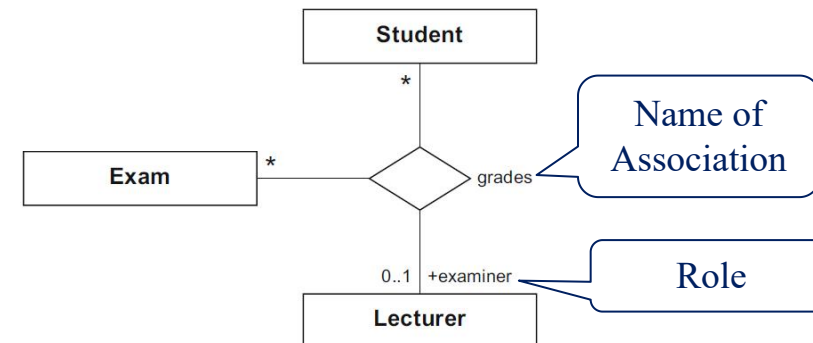 Student
*
Name of
Association
*
Exam
grades
0..1 +examiner
Role
Lecturer